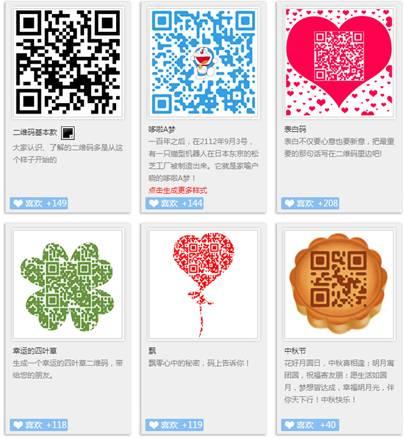 二维码基本款
大家认识、了解的二维码多是从这
个样子开始的
喜欢 +149
哆啦A梦
一百年之后，在2112年9月3号，
有一只猫型机器人在日本东京的松
芝工厂被制造出来。它就是家喻户
晓的哆啦A梦！
点击生成更多样式
喜欢 +144
表白码
表白不仅要心意也要新意，把最重
要的那句话写在二维码里边吧!
喜欢 +208
幸运的四叶草
生成一个幸运的四叶草二维码，带
给您的朋友。
喜欢 +118
飘
飘零心中的秘密，码上告诉你！
喜欢 +119
中秋节
花好月圆日，中秋喜相逢；明月寓
团圆，祝福寄友朋：愿生活如圆
月，梦想皆达成，幸福明月光，伴
你天下行！中秋快乐！
喜欢 +40